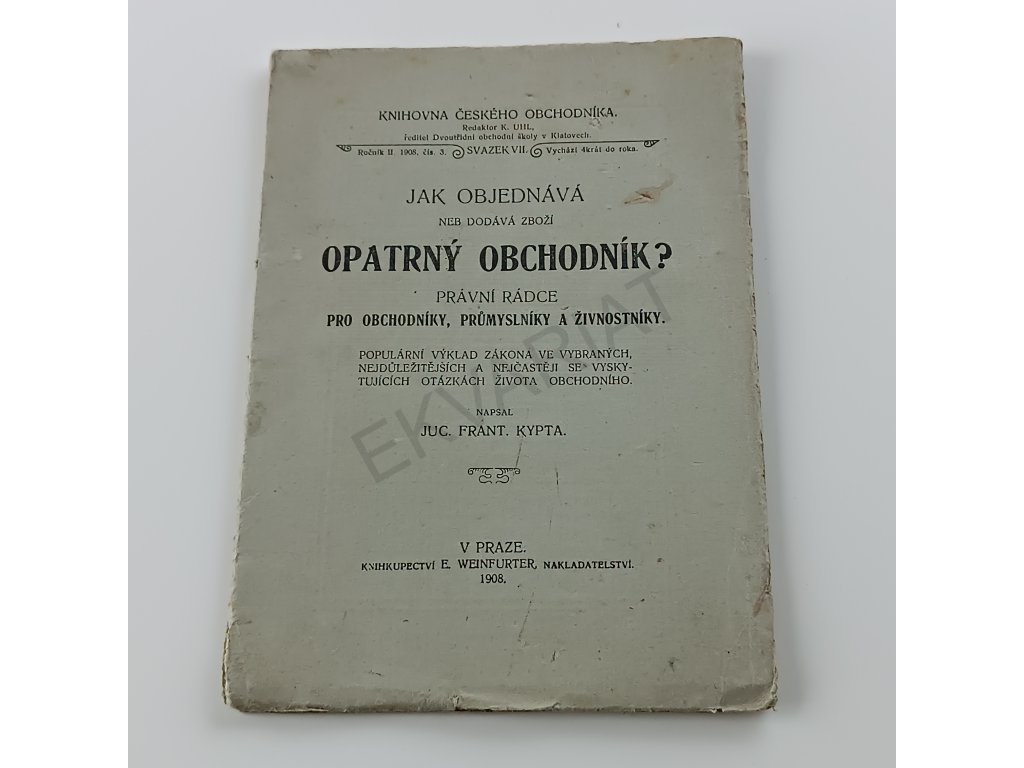 KNIHOVNA ČESKÉHO OBCHODNÍKA.
Redaktor K. UHL,
ředitel Dvoutřídní obchodní školy v Klatovech.
Ročník II. 1908, čís. 3. SVAZEK VII. Vychází 4krát do roka.
JAK OBJEDNÁVÁ
NEB DODÁVÁ ZBOŽÍ
OPATRNÝ OBCHODNÍK?
PRÁVNÍ RÁDCE
PRO OBCHODNÍKY, PRŮMYSLNÍKY A ŽIVNOSTNÍKY.
POPULÁRNÍ VÝKLAD ZÁKONA VE VYBRANÝCH,
NEJDŮLEŽITĚJŠÍCH A NEJČASTĚJI SE VYSKY-
TUJÍCÍCH OTÁZKÁCH ŽIVOTA OBCHODNÍHO.
NAPSAL
JUC. FRANT. KYPTA.
EKVARIAT
V PRAZE.
KNIHKUPECTVÍ E. WEINFURTER, NAKLADATELSTVÍ.
1908.